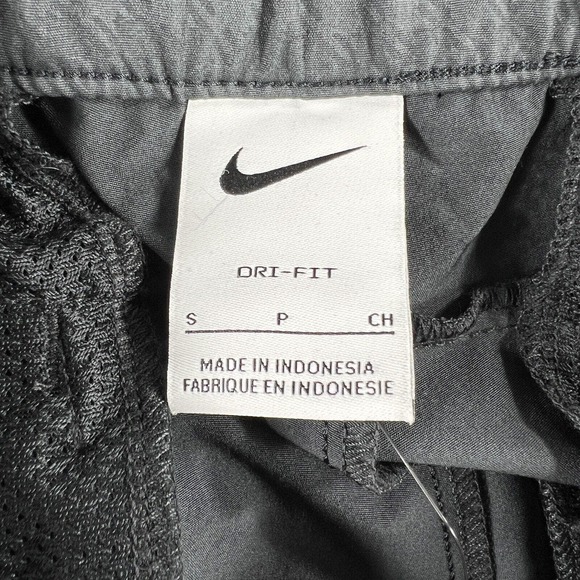 DRI-FIT
S P CH
MADE IN INDONESIA
FABRIQUE EN INDONESIE